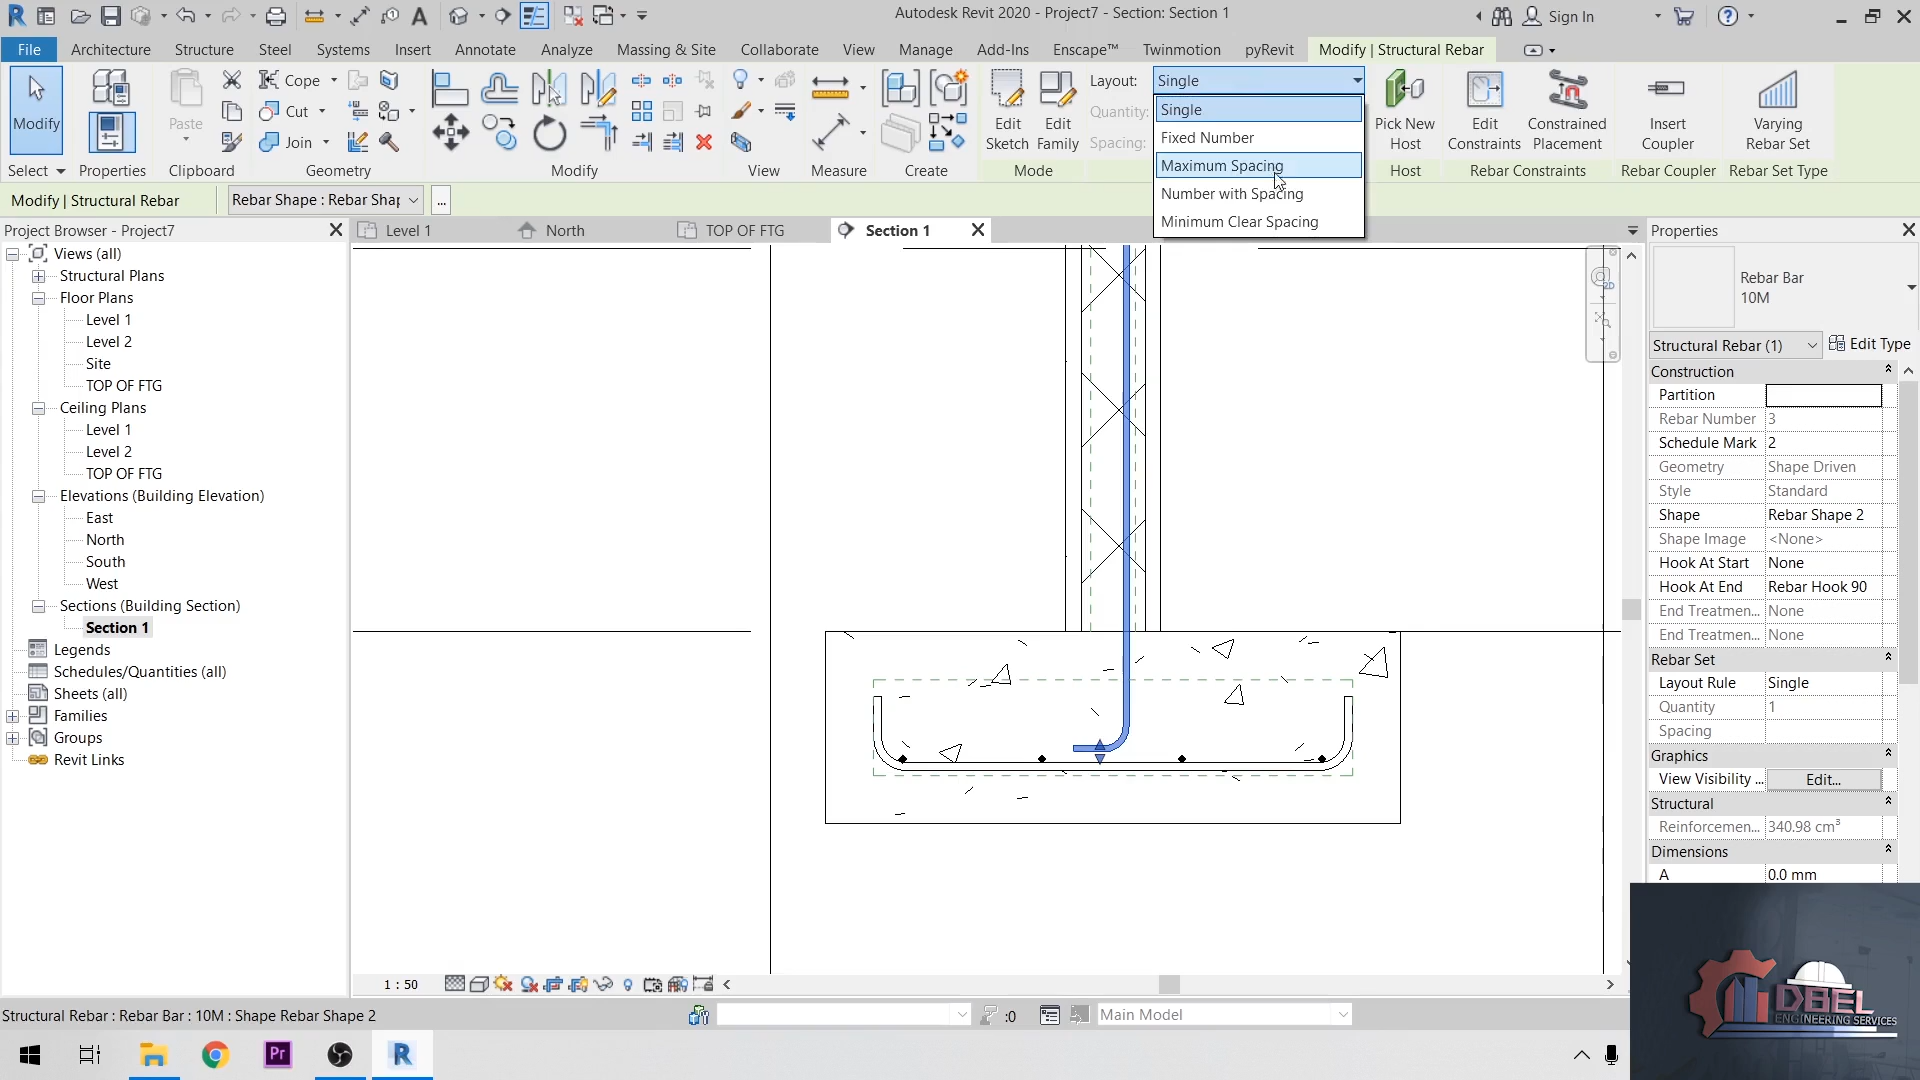 Autodesk Revit 2020 - Project7 - Section: Section 1
Sign In
File Architecture Structure Steel Systems Insert Annotate Analyze Massing & Site Collaborate View Manage Add-Ins Enscape™ Twinmotion pyRevit Modify | Structural Rebar
Modify
Paste
Cope
Cut
Join
Edit Sketch
Edit Family
Layout: Single
Quantity:
Spacing:
Single
Fixed Number
Maximum Spacing
Number with Spacing
Minimum Clear Spacing
Pick New Host
Edit Constraints
Constrained Placement
Insert Coupler
Varying Rebar Set
Select Properties Clipboard Geometry Modify View Measure Create Mode Host Rebar Constraints Rebar Coupler Rebar Set Type
Modify | Structural Rebar
Rebar Shape : Rebar Shap
...
Project Browser - Project7
Views (all)
Structural Plans
Floor Plans
Level 1
Level 2
Site
TOP OF FTG
Ceiling Plans
Level 1
Level 2
TOP OF FTG
Elevations (Building Elevation)
East
North
South
West
Sections (Building Section)
Section 1
Legends
Schedules/Quantities (all)
Sheets (all)
Families
Groups
Revit Links
Level 1
North
TOP OF FTG
Section 1
2D
Properties
Rebar Bar
10M
Structural Rebar (1)
Edit Type
Construction
Partition
Rebar Number 3
Schedule Mark 2
Geometry Shape Driven
Style Standard
Shape Rebar Shape 2
Shape Image <None>
Hook At Start None
Hook At End Rebar Hook 90
End Treatmen... None
End Treatmen... None
Rebar Set
Layout Rule Single
Quantity 1
Spacing
Graphics
View Visibility ... Edit...
Structural
Reinforcemen... 340.98 cm³
Dimensions
A 0.0 mm
1 : 50
Structural Rebar : Rebar Bar : 10M : Shape Rebar Shape 2
:0
Main Model
Pr
R
DBEL
ENGINEERING SERVICES